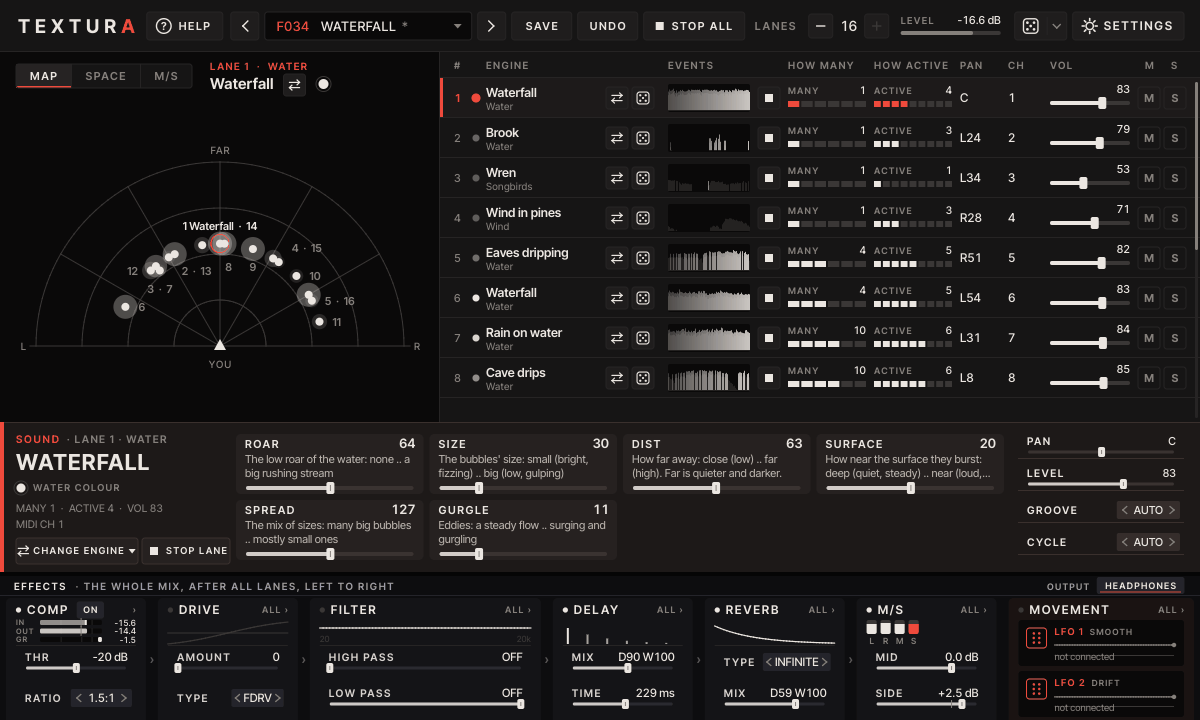 TEXTURA
HELP
F034 WATERFALL *
SAVE
UNDO
STOP ALL
LANES
16
LEVEL -16.6 dB
SETTINGS
MAP SPACE M/S
LANE 1 · WATER
Waterfall
FAR
1 Waterfall · 14
4 · 15
12
2 · 13
8
9
10
3 · 7
6
5 · 16
11
L
R
YOU
# ENGINE EVENTS HOW MANY HOW ACTIVE PAN CH VOL M S
1 Waterfall Water MANY 1 ACTIVE 4 C 1 83 M S
2 Brook Water MANY 1 ACTIVE 3 L24 2 79 M S
3 Wren Songbirds MANY 1 ACTIVE 1 L34 3 53 M S
4 Wind in pines Wind MANY 1 ACTIVE 3 R28 4 71 M S
5 Eaves dripping Water MANY 4 ACTIVE 5 R51 5 82 M S
6 Waterfall Water MANY 4 ACTIVE 5 L54 6 83 M S
7 Rain on water Water MANY 10 ACTIVE 6 L31 7 84 M S
8 Cave drips Water MANY 10 ACTIVE 6 L8 8 85 M S
SOUND · LANE 1 · WATER
WATERFALL
WATER COLOUR
MANY 1 · ACTIVE 4 · VOL 83
MIDI CH 1
CHANGE ENGINE
STOP LANE
ROAR 64
The low roar of the water: none .. a
big rushing stream
SIZE 30
The bubbles' size: small (bright,
fizzing) .. big (low, gulping)
DIST 63
How far away: close (low) .. far
(high). Far is quieter and darker.
SURFACE 20
How near the surface they burst:
deep (quiet, steady) .. near (loud,...
SPREAD 127
The mix of sizes: many big bubbles
.. mostly small ones
GURGLE 11
Eddies: a steady flow .. surging and
gurgling
PAN C
LEVEL 83
GROOVE < AUTO >
CYCLE < AUTO >
EFFECTS · THE WHOLE MIX, AFTER ALL LANES, LEFT TO RIGHT
OUTPUT HEADPHONES
COMP ON ›
IN -15.6
OUT -14.4
GR -1.5
THR -20 dB
RATIO < 1.5:1 >
DRIVE ALL ›
AMOUNT 0
TYPE < FDRV >
FILTER ALL ›
20 20k
HIGH PASS OFF
LOW PASS OFF
DELAY ALL ›
MIX D90 W100
TIME 229 ms
REVERB ALL ›
TYPE < INFINITE >
MIX D59 W100
M/S ALL ›
L R M S
MID 0.0 dB
SIDE +2.5 dB
MOVEMENT ALL ›
LFO 1 SMOOTH
not connected
LFO 2 DRIFT
not connected